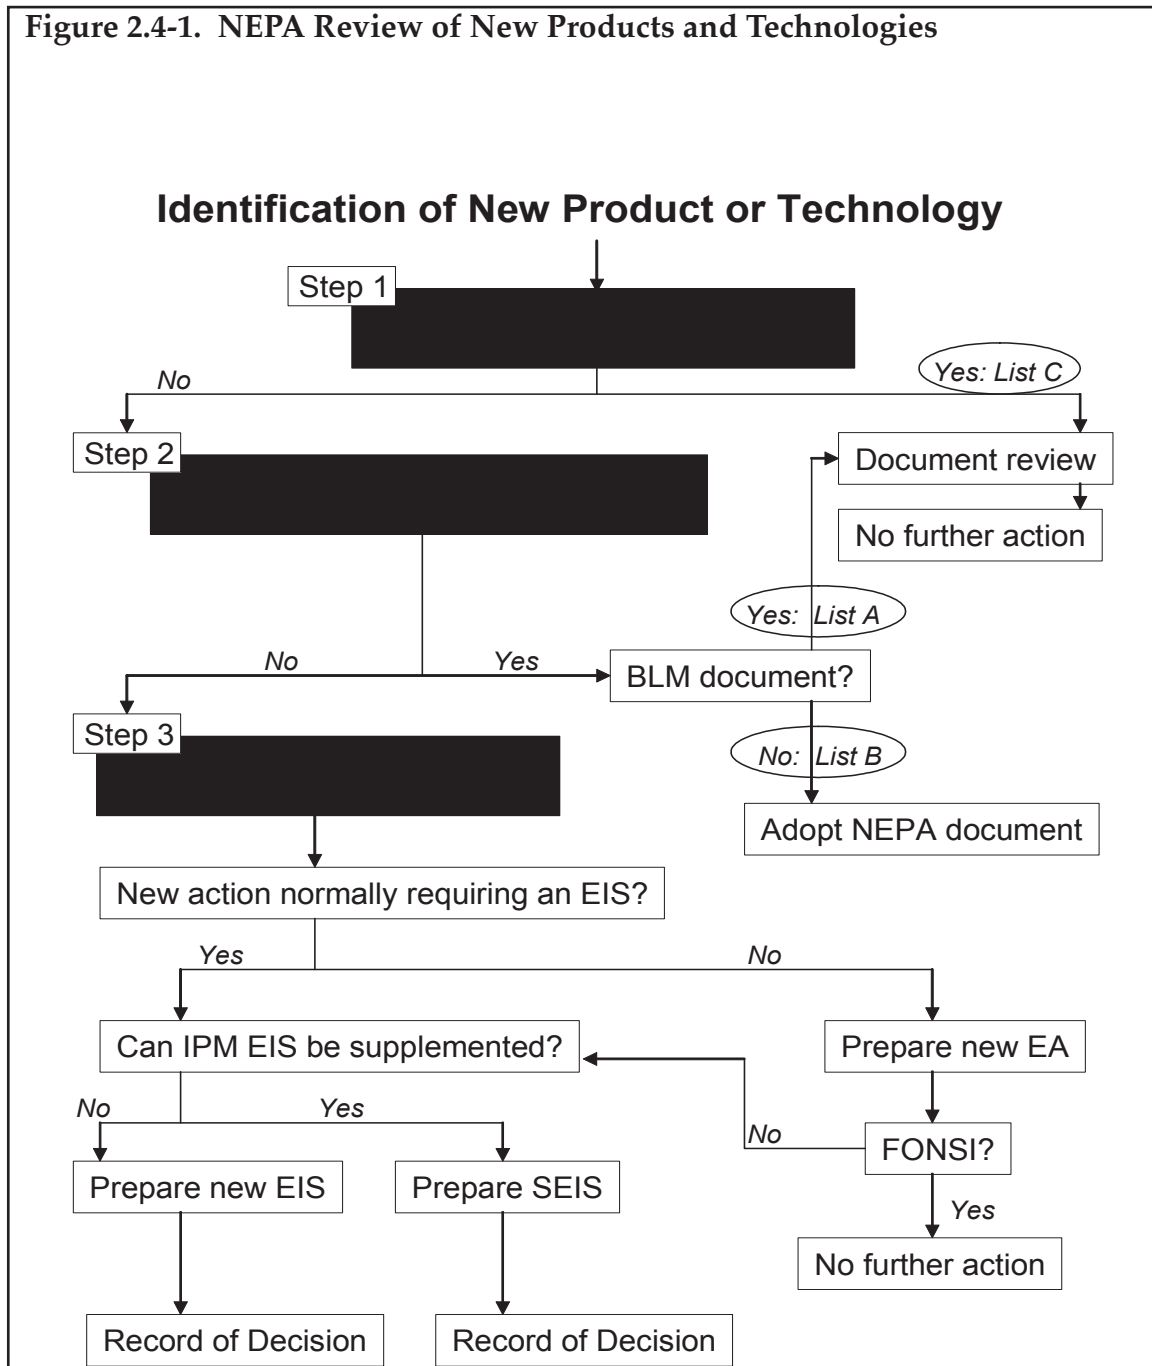 Figure 2.4-1. NEPA Review of New Products and Technologies
Identification of New Product or Technology
Step 1
No
Yes: List C
Step 2
Document review
No further action
Yes: List A
No
Yes
BLM document?
Step 3
No: List B
Adopt NEPA document
New action normally requiring an EIS?
Yes
No
Can IPM EIS be supplemented?
Prepare new EA
No
Yes
No
FONSI?
Prepare new EIS
Prepare SEIS
Yes
No further action
Record of Decision
Record of Decision